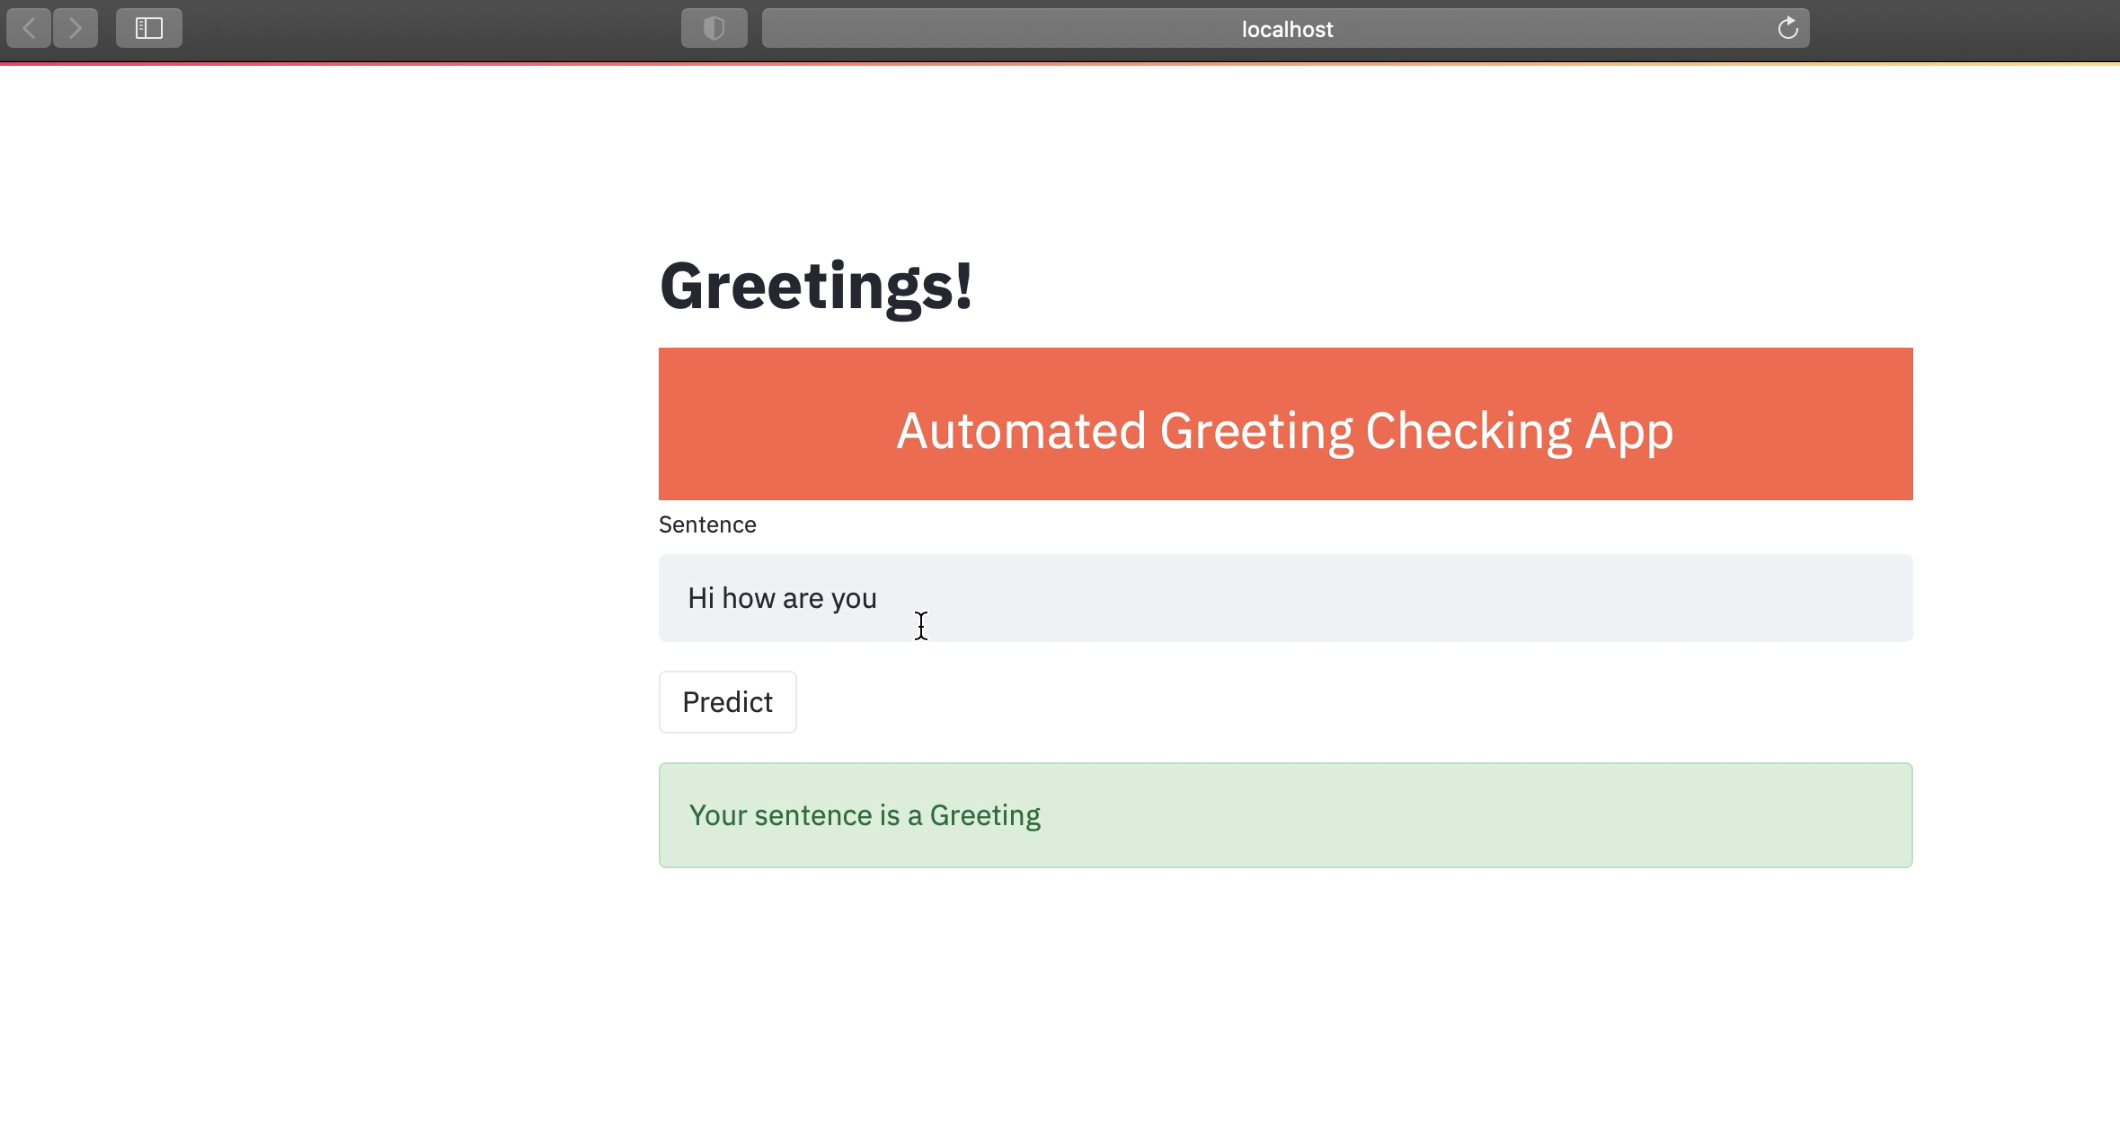 localhost
Greetings!
Automated Greeting Checking App
Sentence
Hi how are you
Predict
Your sentence is a Greeting